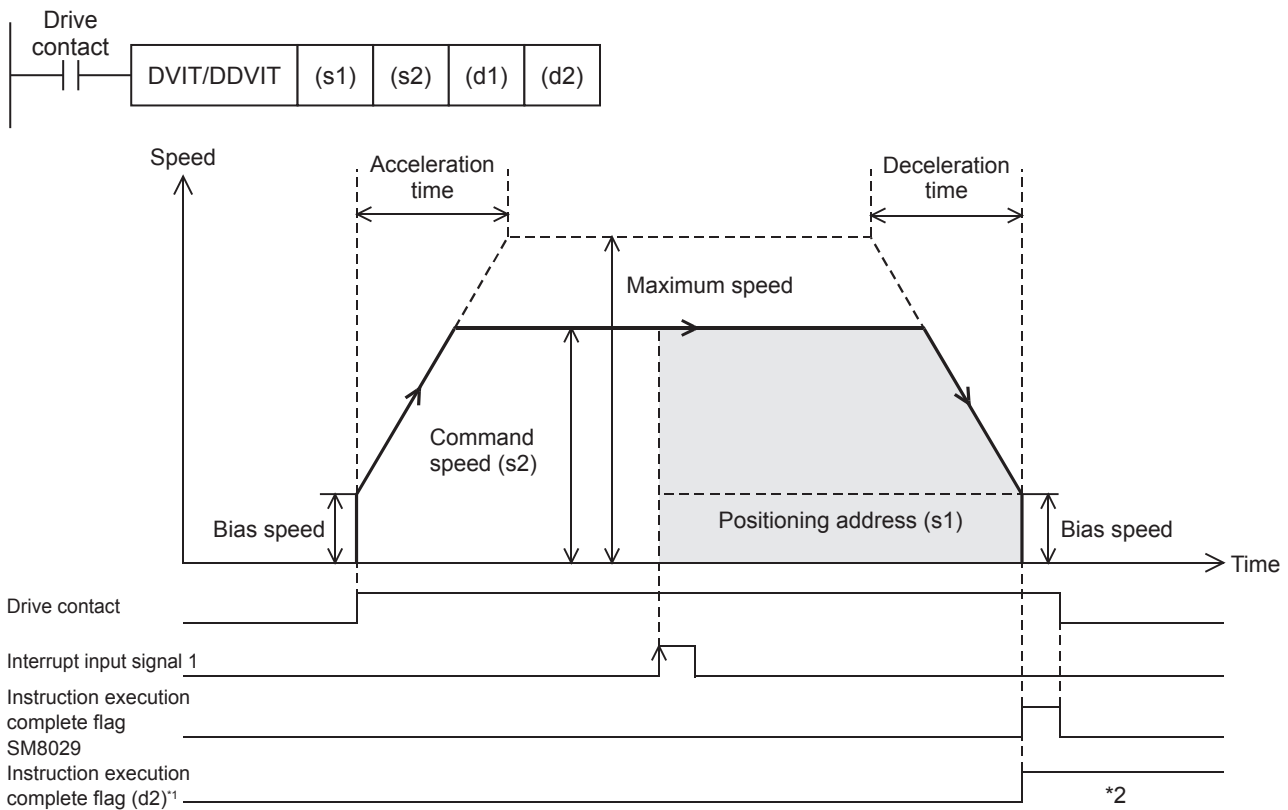 Drive
contact
DVIT/DDVIT (s1) (s2) (d1) (d2)
Speed
Acceleration
time
Deceleration
time
Maximum speed
Command
speed (s2)
Bias speed
Positioning address (s1)
Bias speed
Time
Drive contact
Interrupt input signal 1
Instruction execution
complete flag
SM8029
Instruction execution
complete flag (d2)*1
*2